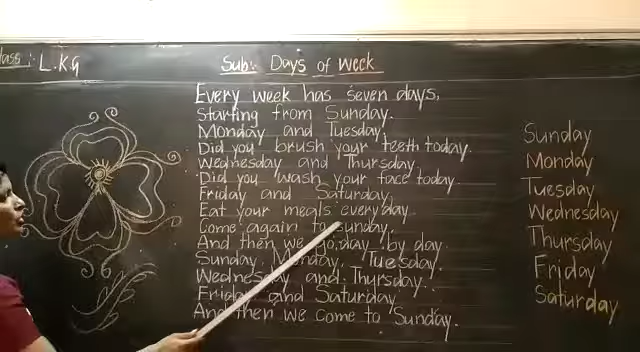 lass : L.KG
Sub:- Days of Week
Every week has seven days,
Starting from Sunday.
Monday and Tuesday
Did you brush your teeth today.
Wednesday and Thursday
Did you wash your face today
Friday and Saturday,
Eat your meals everyday.
Come again to Sunday,
And then we go, day by day.
Sunday, Monday, Tuesday.
Wednesday and Thursday.
Friday and Saturday
And then we come to Sunday.
Sunday
Monday
Tuesday
Wednesday
Thursday
Friday
Saturday